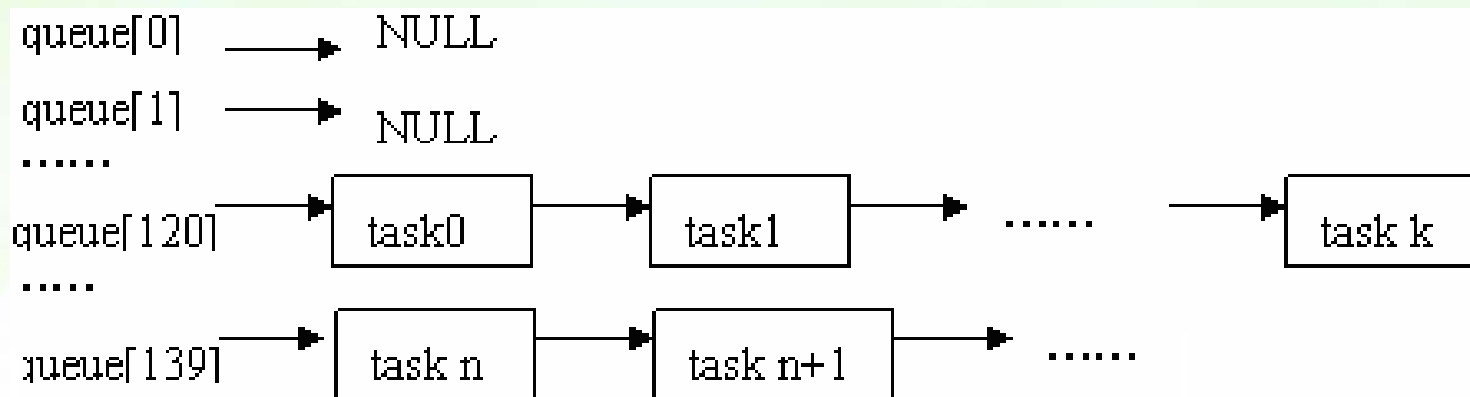 queue[0] NULL
queue[1] NULL
......
queue[120] task0 task1 ...... task k
.....
queue[139] task n task n+1 ......